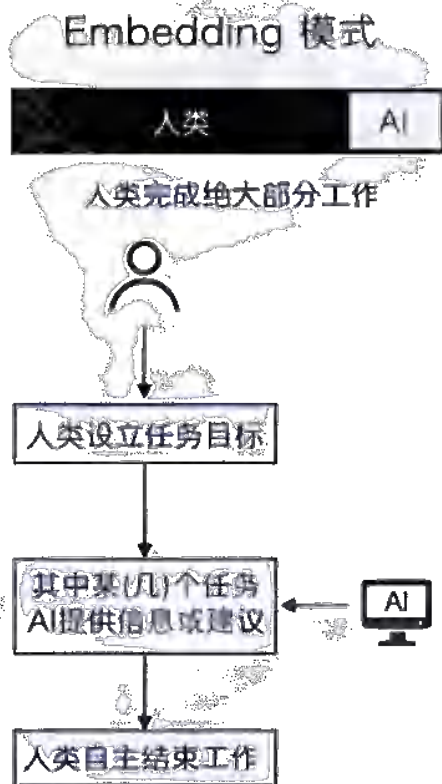 Embedding 模式
人类 AI
人类完成绝大部分工作
人类设立任务目标
其中某(几)个任务
AI提供信息或建议
AI
人类自主结束工作